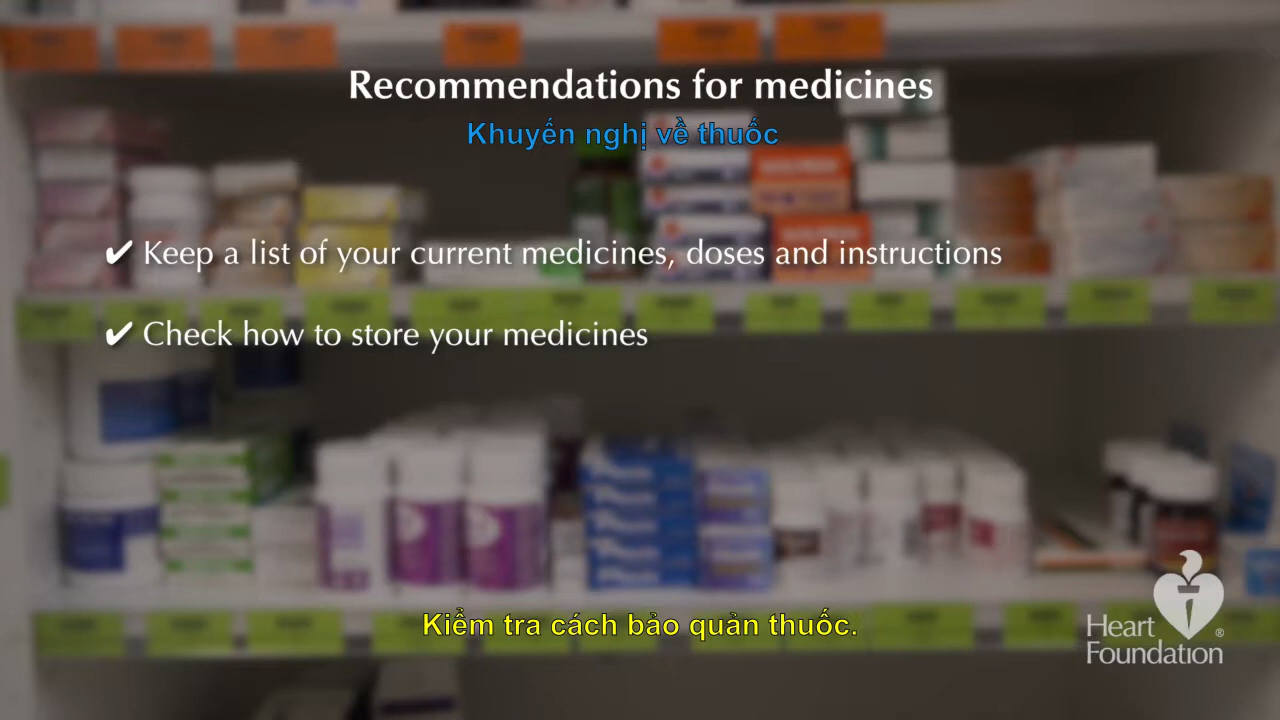 Recommendations for medicines
Khuyến nghị về thuốc
✔ Keep a list of your current medicines, doses and instructions
✔ Check how to store your medicines
Kiểm tra cách bảo quản thuốc.
Heart
Foundation®